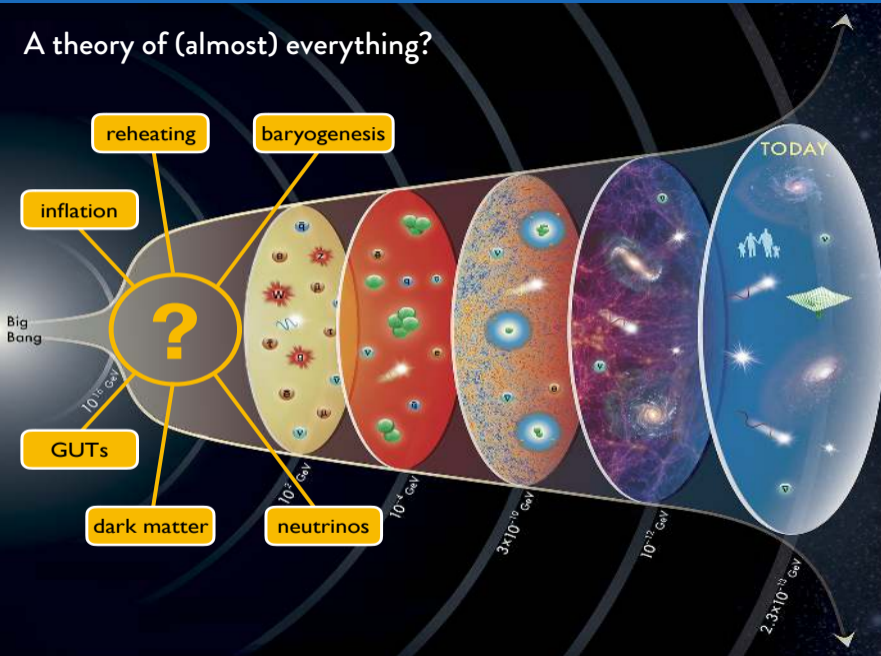 A theory of (almost) everything?
reheating
baryogenesis
inflation
TODAY
?
Big
Bang
10¹⁶ GeV
GUTs
dark matter
neutrinos
10² GeV
10⁻⁴ GeV
3x10⁻¹⁰ GeV
10⁻¹² GeV
2.3x10⁻¹³ GeV